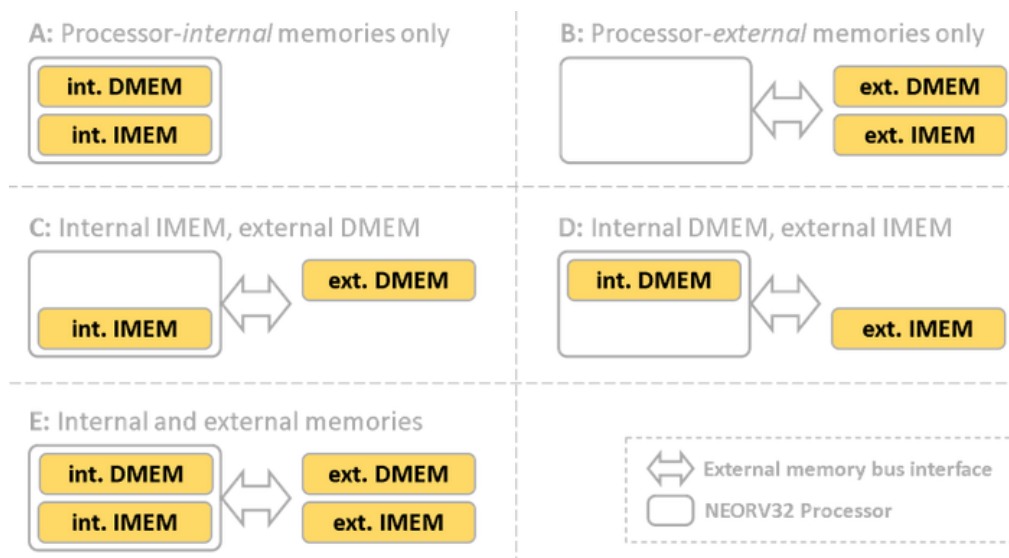 A: Processor-internal memories only
int. DMEM
int. IMEM
B: Processor-external memories only
ext. DMEM
ext. IMEM
C: Internal IMEM, external DMEM
int. IMEM
ext. DMEM
D: Internal DMEM, external IMEM
int. DMEM
ext. IMEM
E: Internal and external memories
int. DMEM
int. IMEM
ext. DMEM
ext. IMEM
External memory bus interface
NEORV32 Processor